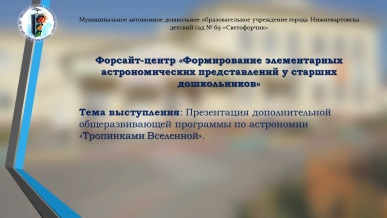 Муниципальное автономное дошкольное образовательное учреждение города Нижневартовска
детский сад № 69 «Светофорчик»
Форсайт-центр «Формирование элементарных
астрономических представлений у старших
дошкольников»
Тема выступления: Презентация дополнительной
общеразвивающей программы по астрономии
«Тропинками Вселенной».